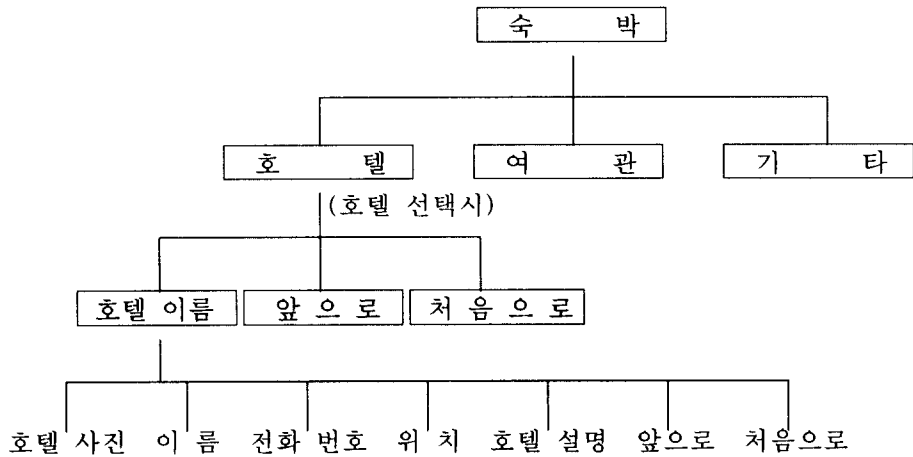 숙 박
호 텔 여 관 기 타
(호텔 선택시)
호텔 이름 앞 으 로 처 음 으 로
호텔 사진 이 름 전화 번호 위 치 호텔 설명 앞으로 처음으로